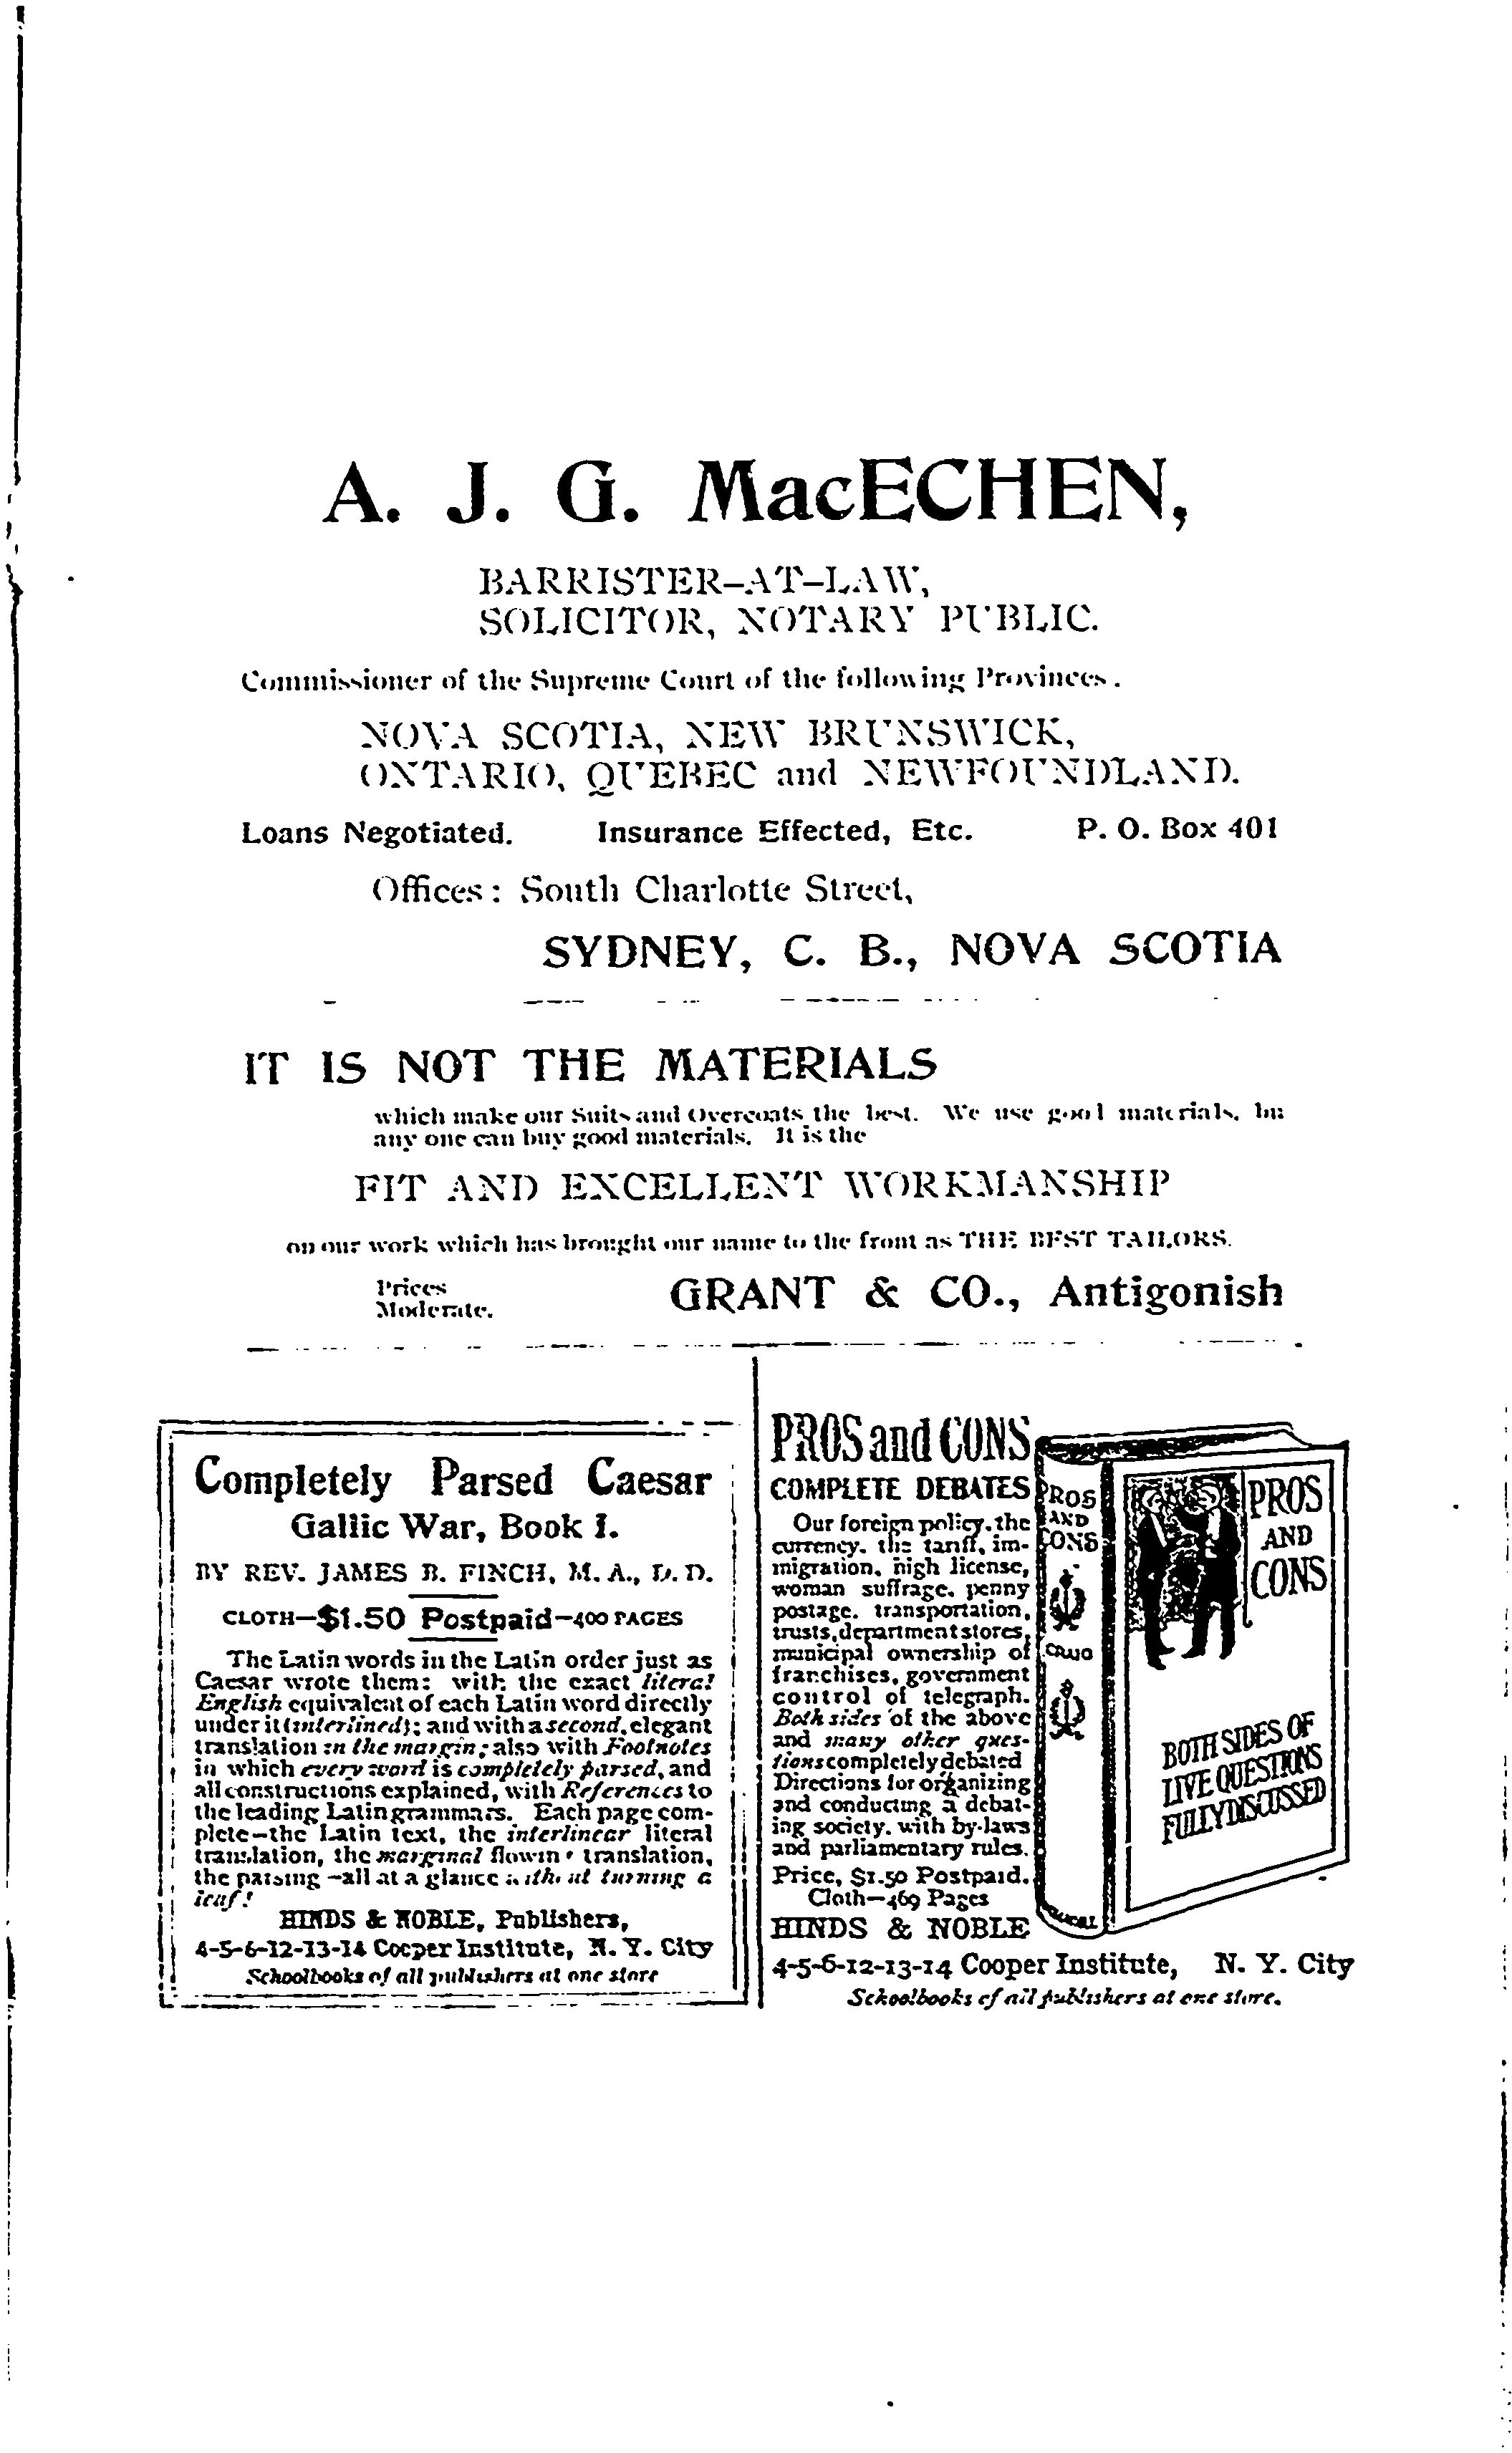 A. J. G. MacECHEN,
BARRISTER-AT-LAW,
SOLICITOR, NOTARY PUBLIC.
Commissioner of the Supreme Court of the following Provinces.
NOVA SCOTIA, NEW BRUNSWICK,
ONTARIO, QUEBEC and NEWFOUNDLAND.
Loans Negotiated. Insurance Effected, Etc. P. O. Box 401
Offices: South Charlotte Street,
SYDNEY, C. B., NOVA SCOTIA
IT IS NOT THE MATERIALS
which make our Suits and Overcoats the best. We use good materials, bu
any one can buy good materials. It is the
FIT AND EXCELLENT WORKMANSHIP
on our work which has brought our name to the front as THE BEST TAILORS.
Prices
Moderate.
GRANT & CO., Antigonish
Completely Parsed Caesar
Gallic War, Book I.
BY REV. JAMES B. FINCH, M. A., D. D.
CLOTH—$1.50 Postpaid—400 PAGES
The Latin words in the Latin order just as
Caesar wrote them: with the exact literal
English equivalent of each Latin word directly
under it (interlined); and with a second, elegant
translation in the margin; also with Footnotes
in which every word is completely parsed, and
all constructions explained, with References to
the leading Latin grammars. Each page com-
plete—the Latin text, the interlinear literal
translation, the marginal flowin translation,
the parsing—all at a glance without turning a
leaf!
HINDS & NOBLE, Publishers,
4-5-6-12-13-14 Cooper Institute, N. Y. City
Schoolbooks of all publishers at one store
PROS and CONS
COMPLETE DEBATES
Our foreign policy, the
currency, the tariff, im-
migration, high license,
woman suffrage, penny
postage, transportation,
trusts, department stores,
municipal ownership of
franchises, government
control of telegraph.
Both sides of the above
and many other ques-
tions completely debated
Directions for organizing
and conducting a debat-
ing society, with by-laws
and parliamentary rules.
Price, $1.50 Postpaid.
Cloth—469 Pages
HINDS & NOBLE
4-5-6-12-13-14 Cooper Institute, N. Y. City
Schoolbooks of all publishers at one store.
PROS
AND
CONS
PROS
AND
CONS
BOTH SIDES OF
LIVE QUESTIONS
FULLY DISCUSSED